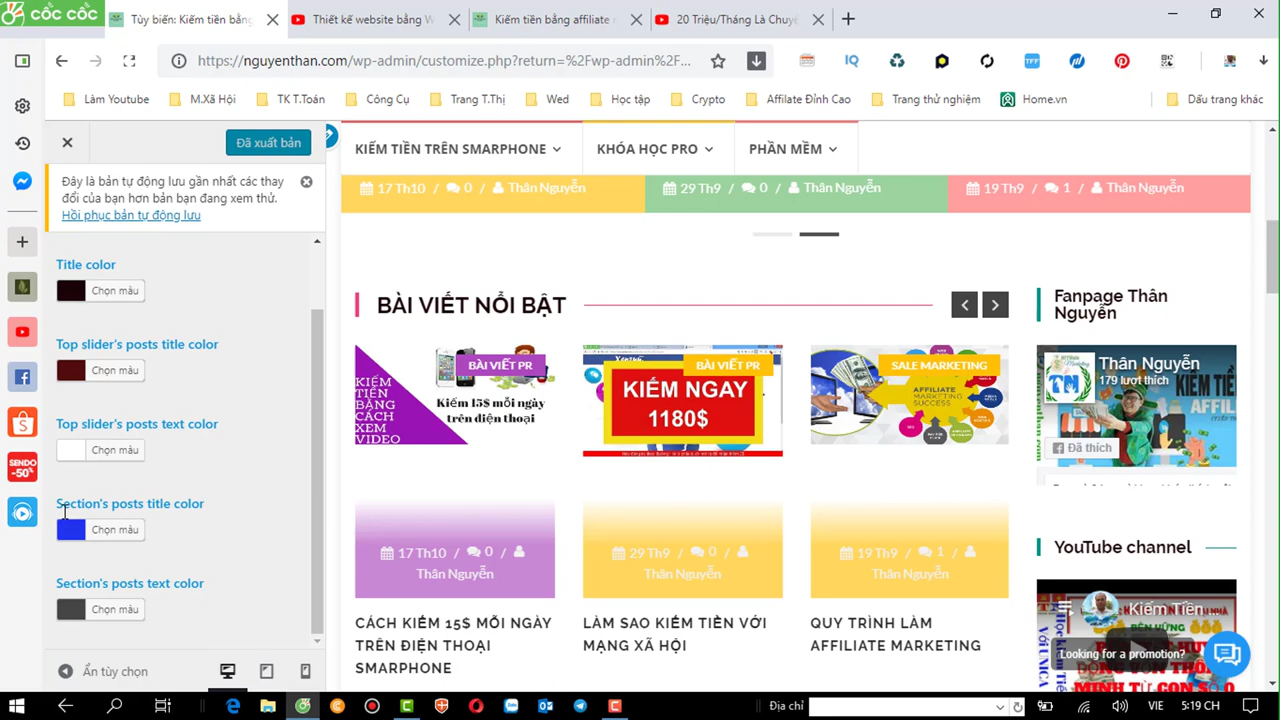 cốc cốc
Tùy biến: Kiếm tiền bằng
Thiết kế website bằng W
Kiếm tiền bằng affiliate
20 Triệu/Tháng Là Chuyệ
https://nguyenthan.com/wp-admin/customize.php?return=%2Fwp-admin%2F...
IQ
TFF
Làm Youtube
M.Xã Hội
TK T.Toán
Công Cụ
Trang T.Thị
Wed
Học tập
Crypto
Affilate Đỉnh Cao
Trang thử nghiệm
Home.vn
Dấu trang khác
Đã xuất bản
Đây là bản tự động lưu gần nhất các thay
đổi của bạn hơn bản bạn đang xem thử.
Hồi phục bản tự động lưu
Title color
Chọn màu
Top slider's posts title color
Chọn màu
Top slider's posts text color
Chọn màu
Section's posts title color
Chọn màu
Section's posts text color
Chọn màu
Ẩn tùy chọn
SENDO
-50%
KIẾM TIỀN TRÊN SMARPHONE
KHÓA HỌC PRO
PHẦN MỀM
17 Th10 / 0 / Thân Nguyễn
29 Th9 / 0 / Thân Nguyễn
19 Th9 / 1 / Thân Nguyễn
BÀI VIẾT NỔI BẬT
BÀI VIẾT PR
KIẾM
TIỀN
BẰNG
CÁCH
XEM
VIDEO
Kiếm 15$ mỗi ngày
trên điện thoại
BÀI VIẾT PR
KIẾM NGAY
1180$
SALE MARKETING
AFFILIATE
MARKETING
SUCCESS
17 Th10 / 0 /
Thân Nguyễn
29 Th9 / 0 /
Thân Nguyễn
19 Th9 / 1 /
Thân Nguyễn
CÁCH KIẾM 15$ MỖI NGÀY
TRÊN ĐIỆN THOẠI
SMARPHONE
LÀM SAO KIẾM TIỀN VỚI
MẠNG XÃ HỘI
QUY TRÌNH LÀM
AFFILIATE MARKETING
Fanpage Thân
Nguyễn
Thân Nguyễn
179 lượt thích
Đã thích
YouTube channel
Kiếm Tiền
Looking for a promotion?
MINH TỪ CON SỐ 0
Địa chỉ
VIE
5:19 CH